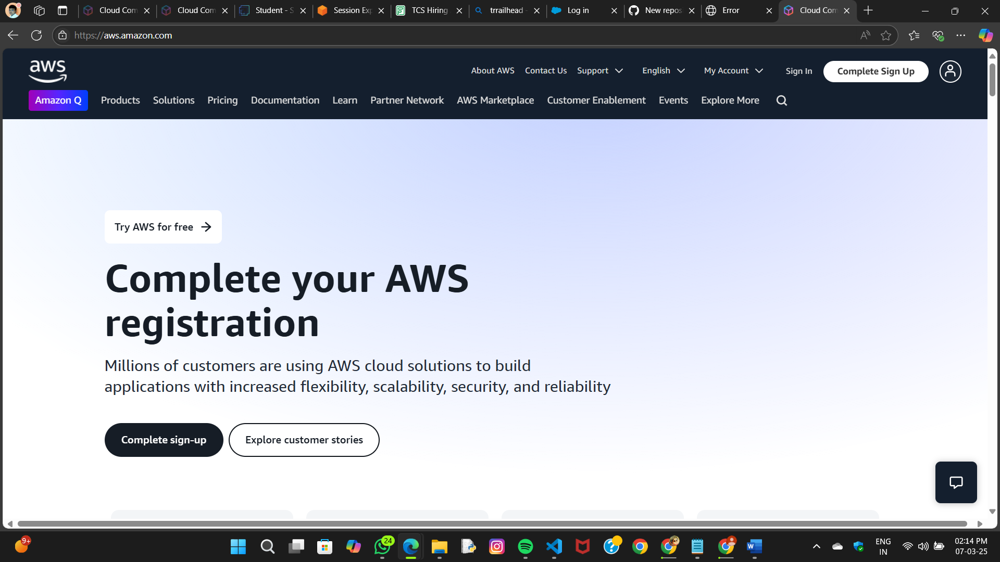 Cloud Com
Cloud Com
Student - S
Session Exp
TCS Hiring
trrailhead -
Log in
New repos
Error
Cloud Com
https://aws.amazon.com
aws
About AWS
Contact Us
Support
English
My Account
Sign In
Complete Sign Up
Amazon Q
Products
Solutions
Pricing
Documentation
Learn
Partner Network
AWS Marketplace
Customer Enablement
Events
Explore More
Try AWS for free
Complete your AWS
registration
Millions of customers are using AWS cloud solutions to build
applications with increased flexibility, scalability, security, and reliability
Complete sign-up
Explore customer stories
9+
24
ENG
IN
02:14 PM
07-03-25